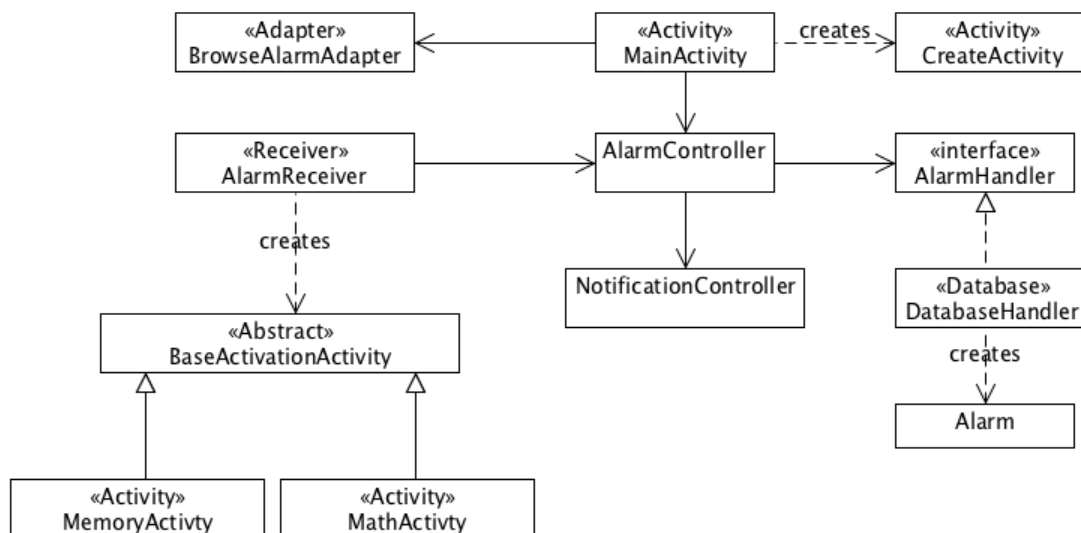 «Adapter»
BrowseAlarmAdapter
«Activity»
MainActivity
creates
«Activity»
CreateActivity
«Receiver»
AlarmReceiver
AlarmController
«interface»
AlarmHandler
creates
NotificationController
«Database»
DatabaseHandler
«Abstract»
BaseActivationActivity
creates
Alarm
«Activity»
MemoryActivty
«Activity»
MathActivty